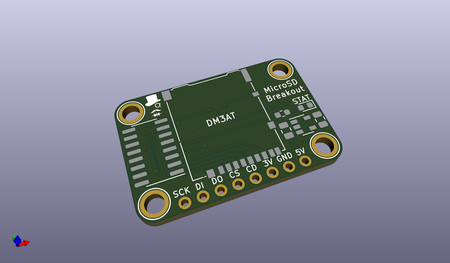 MicroSD
Breakout
STAT
DM3AT
SCK DI DO CS CD 3V GND 5V